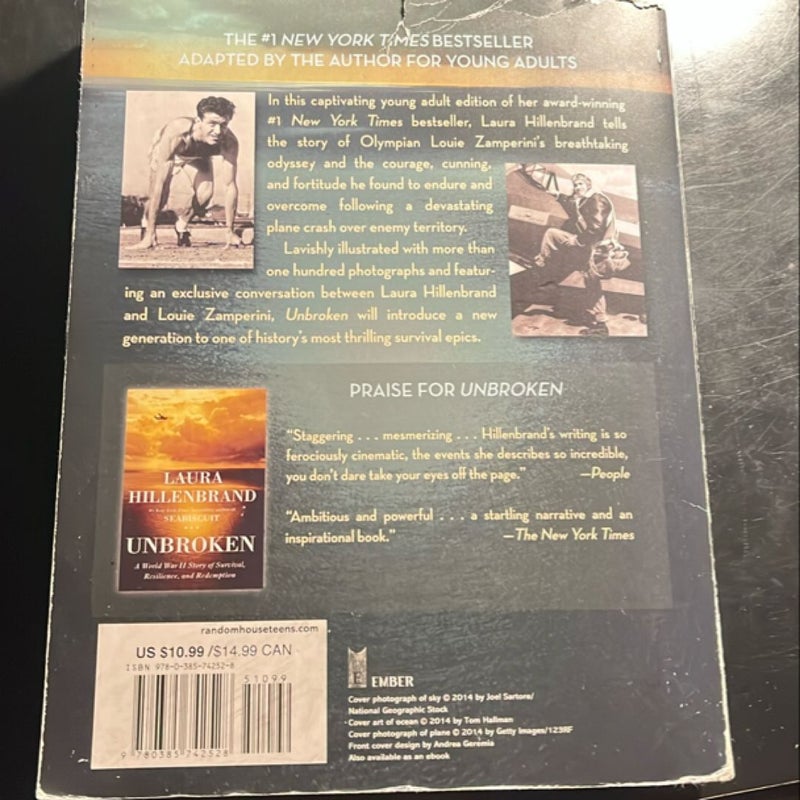 THE #1 NEW YORK TIMES BESTSELLER
ADAPTED BY THE AUTHOR FOR YOUNG ADULTS
In this captivating young adult edition of her award-winning
#1 New York Times bestseller, Laura Hillenbrand tells
the story of Olympian Louie Zamperini's breathtaking
odyssey and the courage, cunning,
and fortitude he found to endure and
overcome following a devastating
plane crash over enemy territory.
Lavishly illustrated with more than
one hundred photographs and featur-
ing an exclusive conversation between Laura Hillenbrand
and Louie Zamperini, Unbroken will introduce a new
generation to one of history's most thrilling survival epics.
PRAISE FOR UNBROKEN
"Staggering . . . mesmerizing . . . Hillenbrand's writing is so
ferociously cinematic, the events she describes so incredible,
you don't dare take your eyes off the page." —People
"Ambitious and powerful . . . a startling narrative and an
inspirational book." —The New York Times
LAURA
HILLENBRAND
SEABISCUIT
UNBROKEN
A World War II Story of Survival,
Resilience, and Redemption
randomhouseteens.com
US $10.99 /$14.99 CAN
ISBN 978-0-385-74252-8
51099
9 780385 742528
EMBER
Cover photograph of sky © 2014 by Joel Sartore/
National Geographic Stock
Cover art of ocean © 2014 by Tom Hallman
Cover photograph of plane © 2014 by Getty Images/123RF
Front cover design by Andrea Geremia
Also available as an ebook